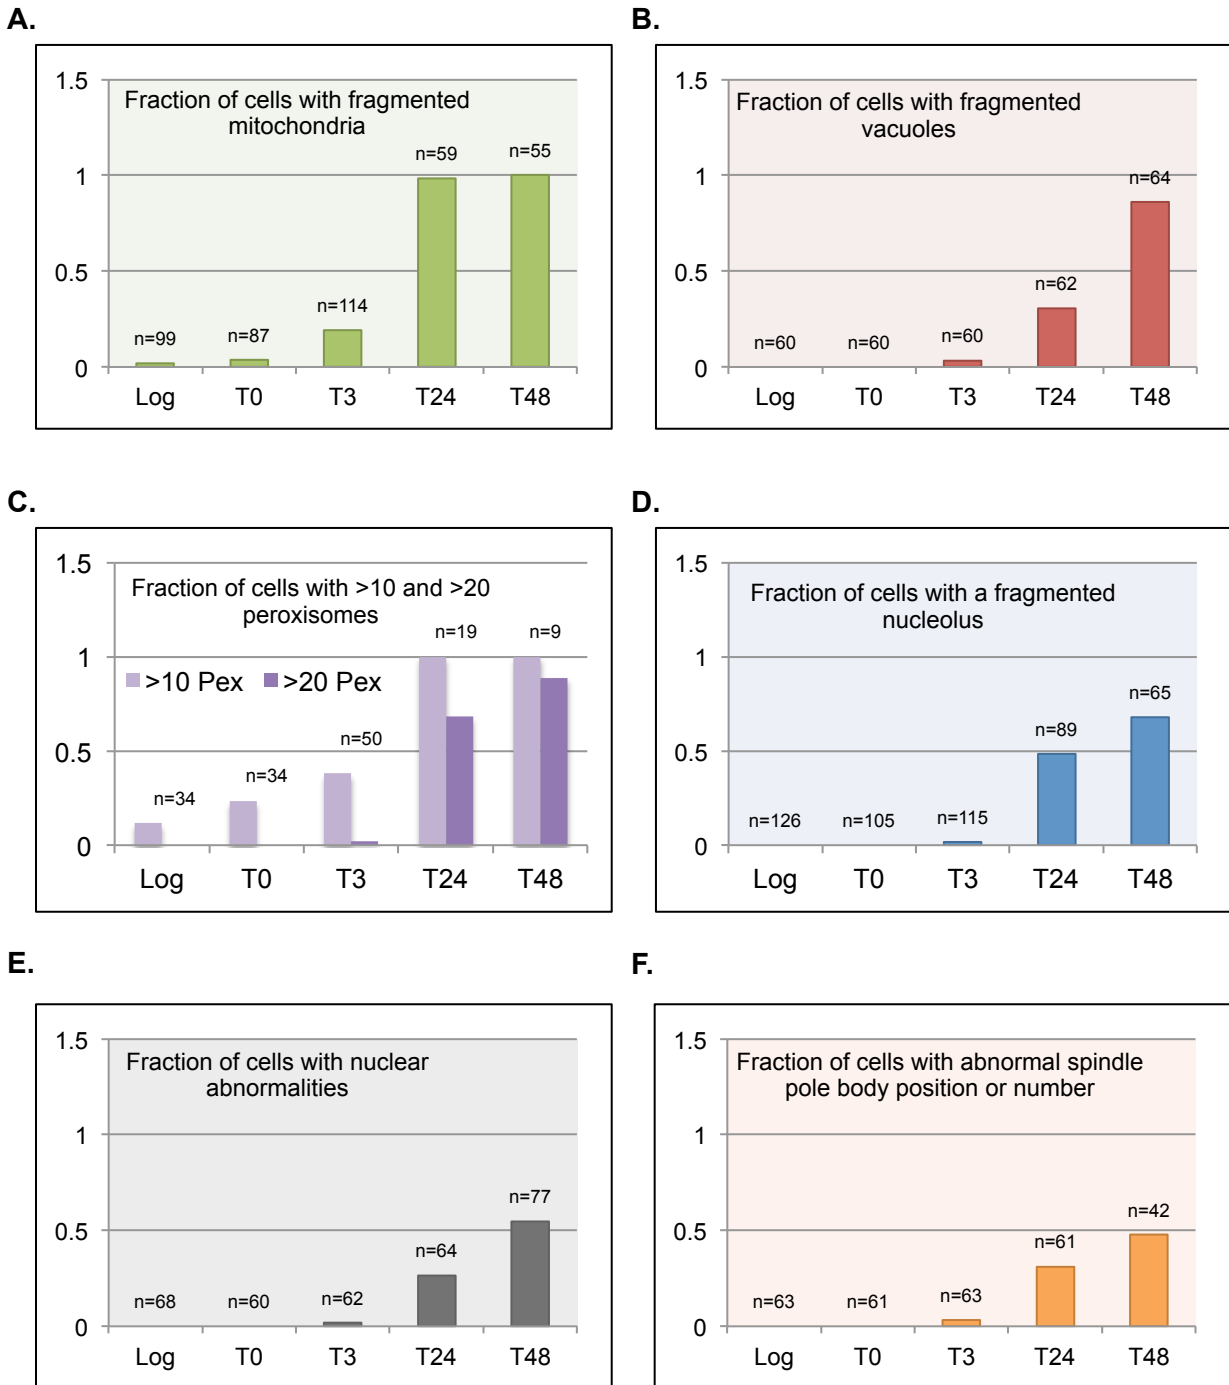 A.
1.5
Fraction of cells with fragmented
mitochondria
n=59 n=55
1
0.5
n=114
n=99 n=87
0
Log T0 T3 T24 T48
B.
1.5
Fraction of cells with fragmented
vacuoles
1
n=64
0.5
n=62
n=60 n=60 n=60
0
Log T0 T3 T24 T48
C.
1.5
Fraction of cells with >10 and >20
peroxisomes
n=19 n=9
1
>10 Pex >20 Pex
0.5
n=50
n=34 n=34
0
Log T0 T3 T24 T48
D.
1.5
Fraction of cells with a fragmented
nucleolus
1
n=65
n=89
0.5
n=126 n=105 n=115
0
Log T0 T3 T24 T48
E.
1.5
Fraction of cells with nuclear
abnormalities
1
n=77
0.5
n=64
n=68 n=60 n=62
0
Log T0 T3 T24 T48
F.
1.5
Fraction of cells with abnormal spindle
pole body position or number
1
n=42
0.5
n=61
n=63 n=61 n=63
0
Log T0 T3 T24 T48